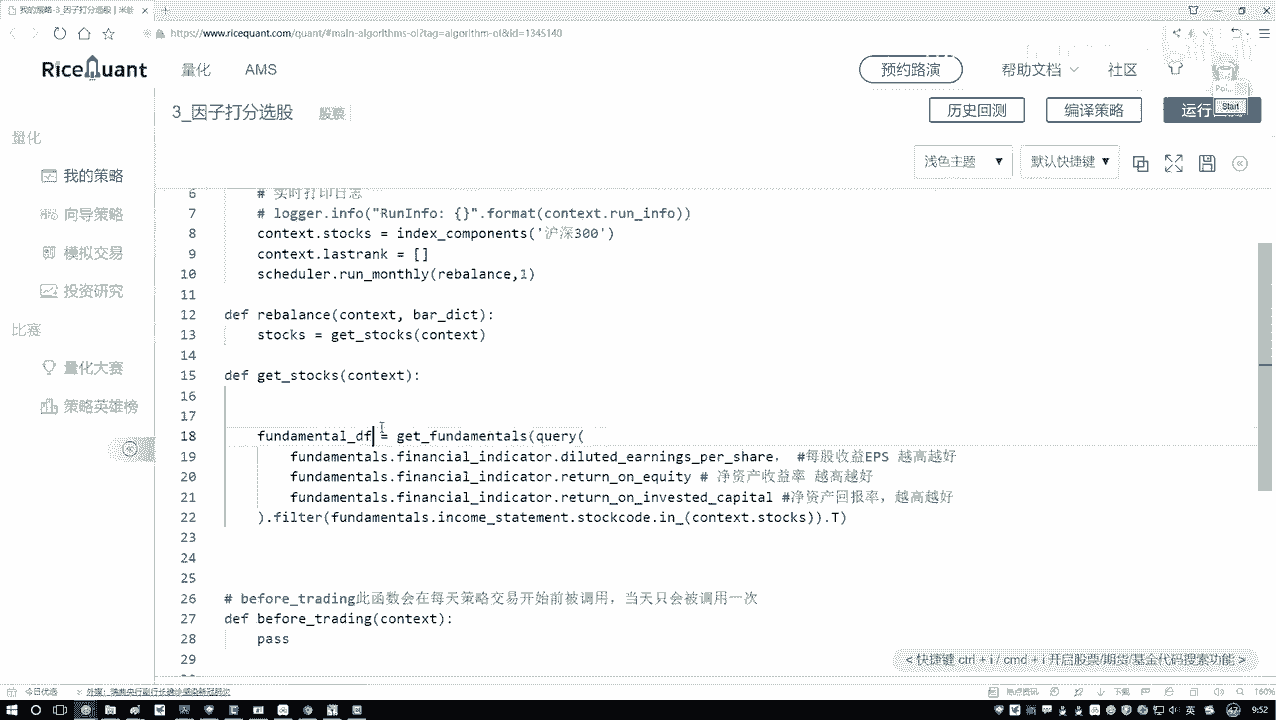 我的策略-3_因子打分选股 | 米筐
https://www.ricequant.com/quant/#main-algorithms-ol?tag=algorithm-ol&id=1345140
RiceQuant
量化
AMS
预约路演
帮助文档
社区
3_因子打分选股
股票
历史回测
编译策略
运行
Start
量化
我的策略
向导策略
模拟交易
投资研究
比赛
量化大赛
策略英雄榜
浅色主题
默认快捷键
6 # 实时打印日志
7 # logger.info("RunInfo: {}".format(context.run_info))
8 context.stocks = index_components('沪深300')
9 context.lastrank = []
10 scheduler.run_monthly(rebalance,1)
11
12 def rebalance(context, bar_dict):
13 stocks = get_stocks(context)
14
15 def get_stocks(context):
16
17
18 fundamental_df = get_fundamentals(query(
19 fundamentals.financial_indicator.diluted_earnings_per_share， #每股收益EPS 越高越好
20 fundamentals.financial_indicator.return_on_equity # 净资产收益率 越高越好
21 fundamentals.financial_indicator.return_on_invested_capital #净资产回报率，越高越好
22 ).filter(fundamentals.income_statement.stockcode.in_(context.stocks)).T)
23
24
25
26 # before_trading此函数会在每天策略交易开始前被调用，当天只会被调用一次
27 def before_trading(context):
28 pass
29
< 快捷键 ctrl + i / cmd + i 开启股票/期货/基金代码搜索功能 >
今日优选
热点资讯
下载
160%
英
9:52